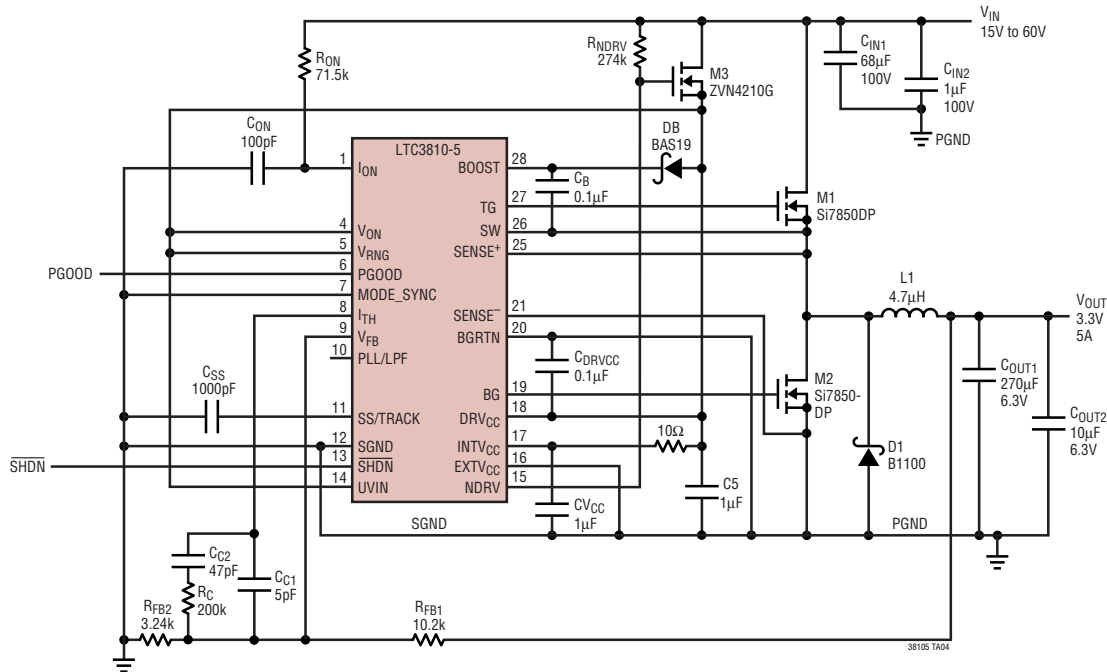 VIN
15V to 60V
RON
71.5k
RNDRV
274k
M3
ZVN4210G
CIN1
68µF
100V
CIN2
1µF
100V
PGND
CON
100pF
DB
BAS19
LTC3810-5
1
ION
BOOST
28
CB
0.1µF
M1
Si7850DP
TG
27
4
VON
SW
26
5
VRNG
SENSE+
25
PGOOD
6
PGOOD
7
MODE_SYNC
L1
4.7µH
VOUT
3.3V
5A
8
ITH
SENSE–
21
9
VFB
BGRTN
20
10
PLL/LPF
CDRVCC
0.1µF
COUT1
270µF
6.3V
CSS
1000pF
BG
19
M2
Si7850-
DP
COUT2
10µF
6.3V
11
SS/TRACK
DRVCC
18
12
SGND
INTVCC
17
10Ω
D1
B1100
SHDN
13
SHDN
EXTVCC
16
14
UVIN
NDRV
15
C5
1µF
CVCC
1µF
SGND
PGND
CC2
47pF
CC1
5pF
RC
200k
RFB2
3.24k
RFB1
10.2k
38105 TA04